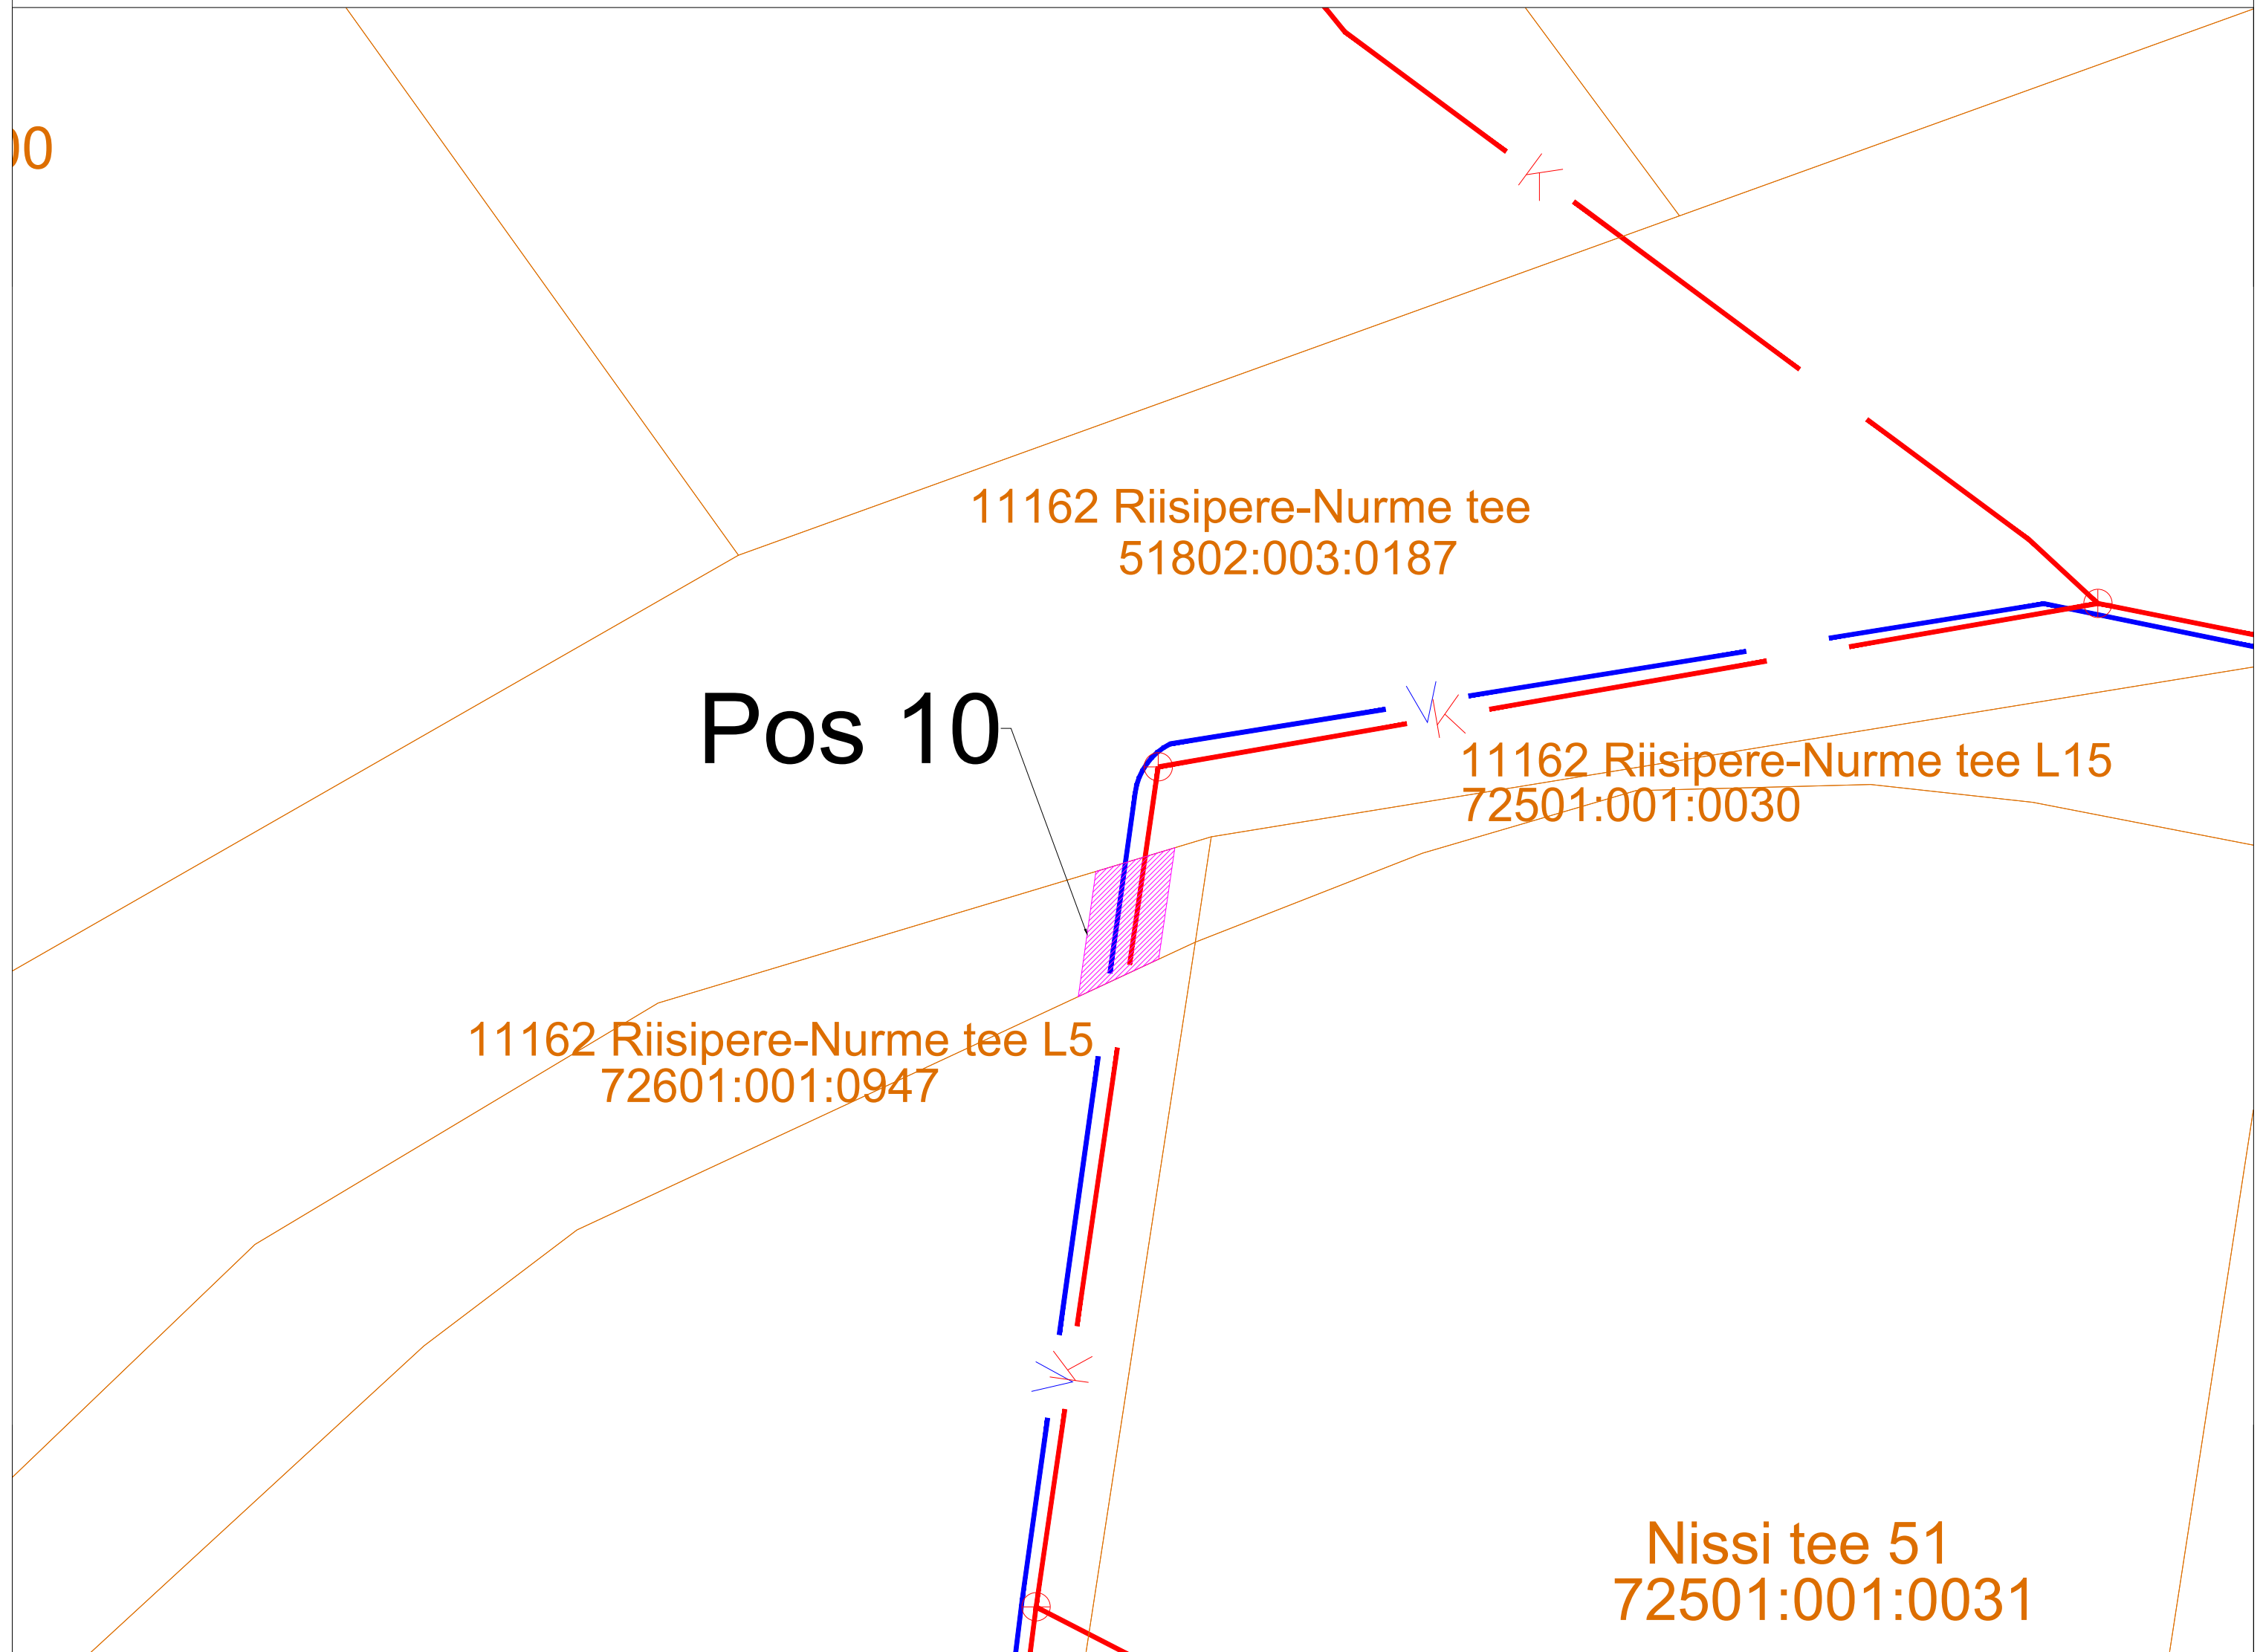 00
K
11162 Riisipere-Nurme tee
51802:003:0187
Pos 10
V
K
11162 Riisipere-Nurme tee L15
72501:001:0030
11162 Riisipere-Nurme tee L5
72601:001:0947
V
K
Nissi tee 51
72501:001:0031